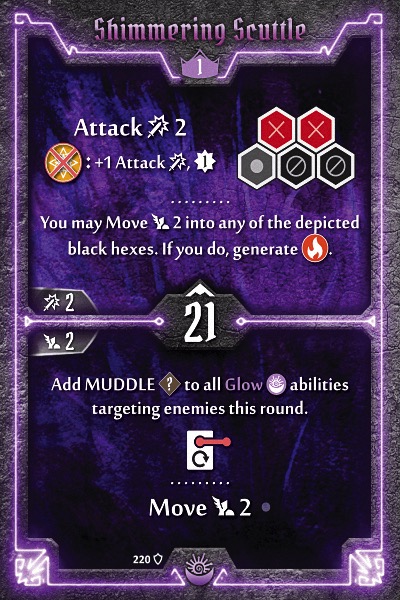 Shimmering Scuttle
1
Attack 2
: +1 Attack , 1
You may Move 2 into any of the depicted
black hexes. If you do, generate .
2
21
2
Add MUDDLE ? to all Glow abilities
targeting enemies this round.
Move 2
220